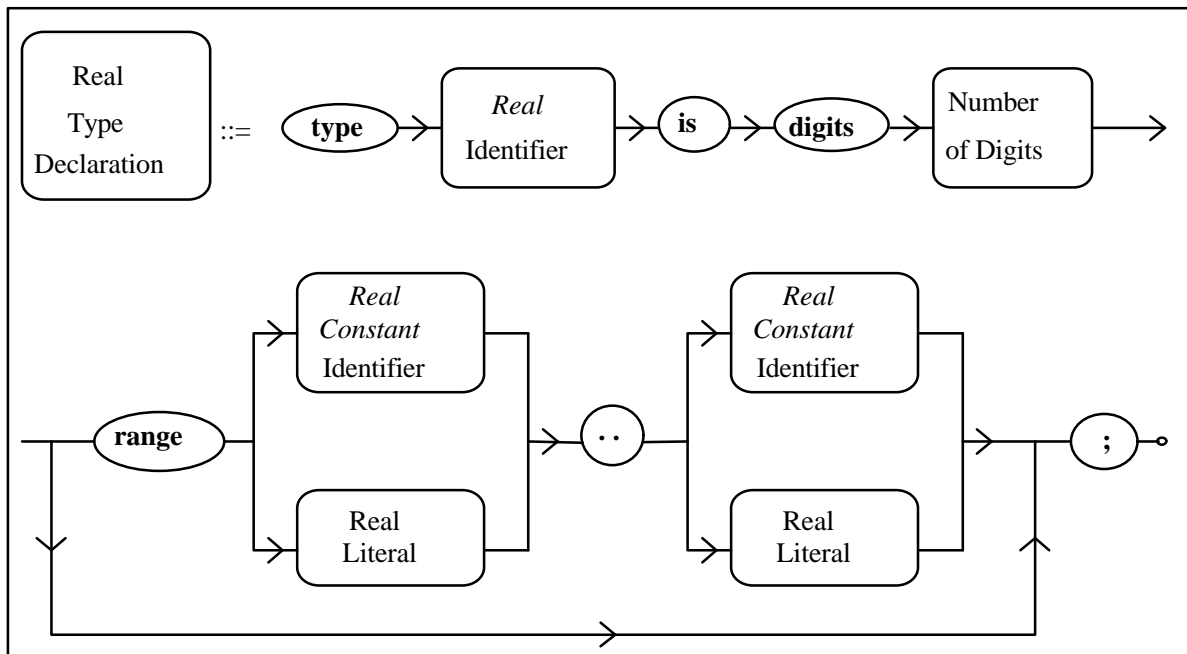 Real
Type
Declaration
::=
type
Real
Identifier
is
digits
Number
of Digits
range
Real
Constant
Identifier
Real
Literal
..
Real
Constant
Identifier
Real
Literal
;